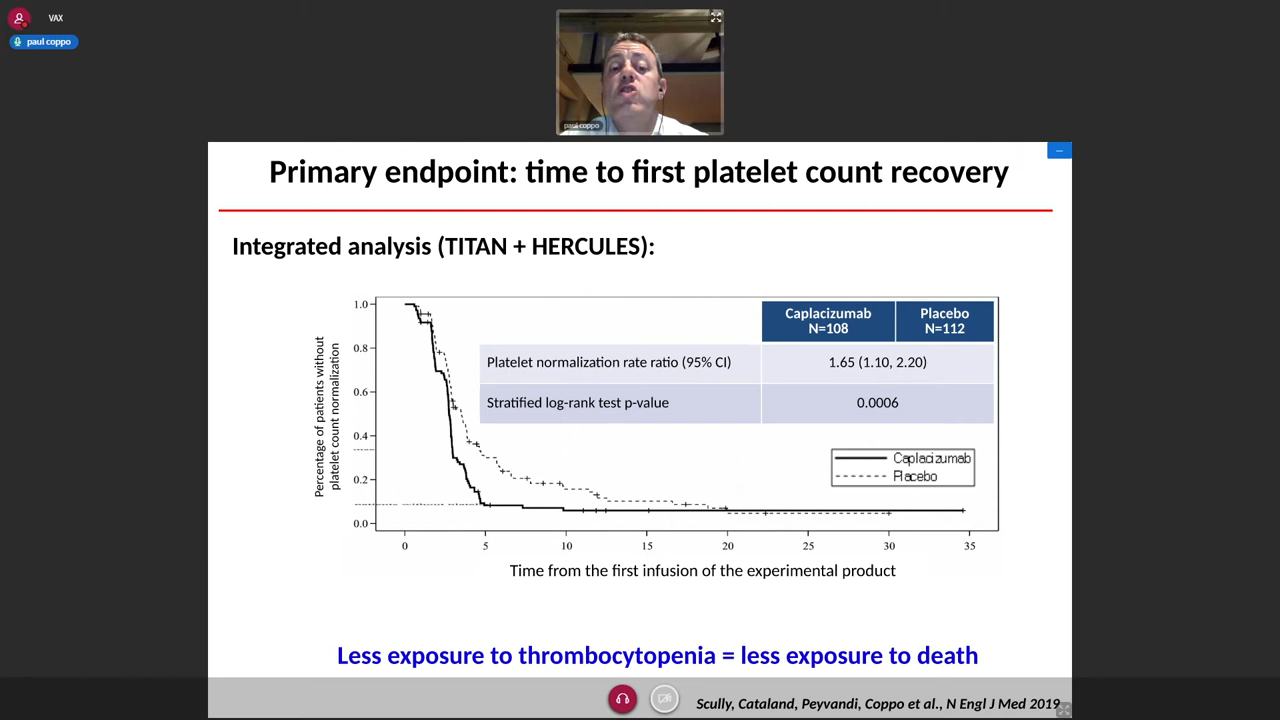 VAX
paul coppo
paul coppo
Primary endpoint: time to first platelet count recovery
Integrated analysis (TITAN + HERCULES):
Caplacizumab Placebo
N=108 N=112
Platelet normalization rate ratio (95% CI) 1.65 (1.10, 2.20)
Stratified log-rank test p-value 0.0006
Percentage of patients without
platelet count normalization
1.0
0.8
0.6
0.4
0.2
0.0
Caplacizumab
Placebo
0 5 10 15 20 25 30 35
Time from the first infusion of the experimental product
Less exposure to thrombocytopenia = less exposure to death
Scully, Cataland, Peyvandi, Coppo et al., N Engl J Med 2019